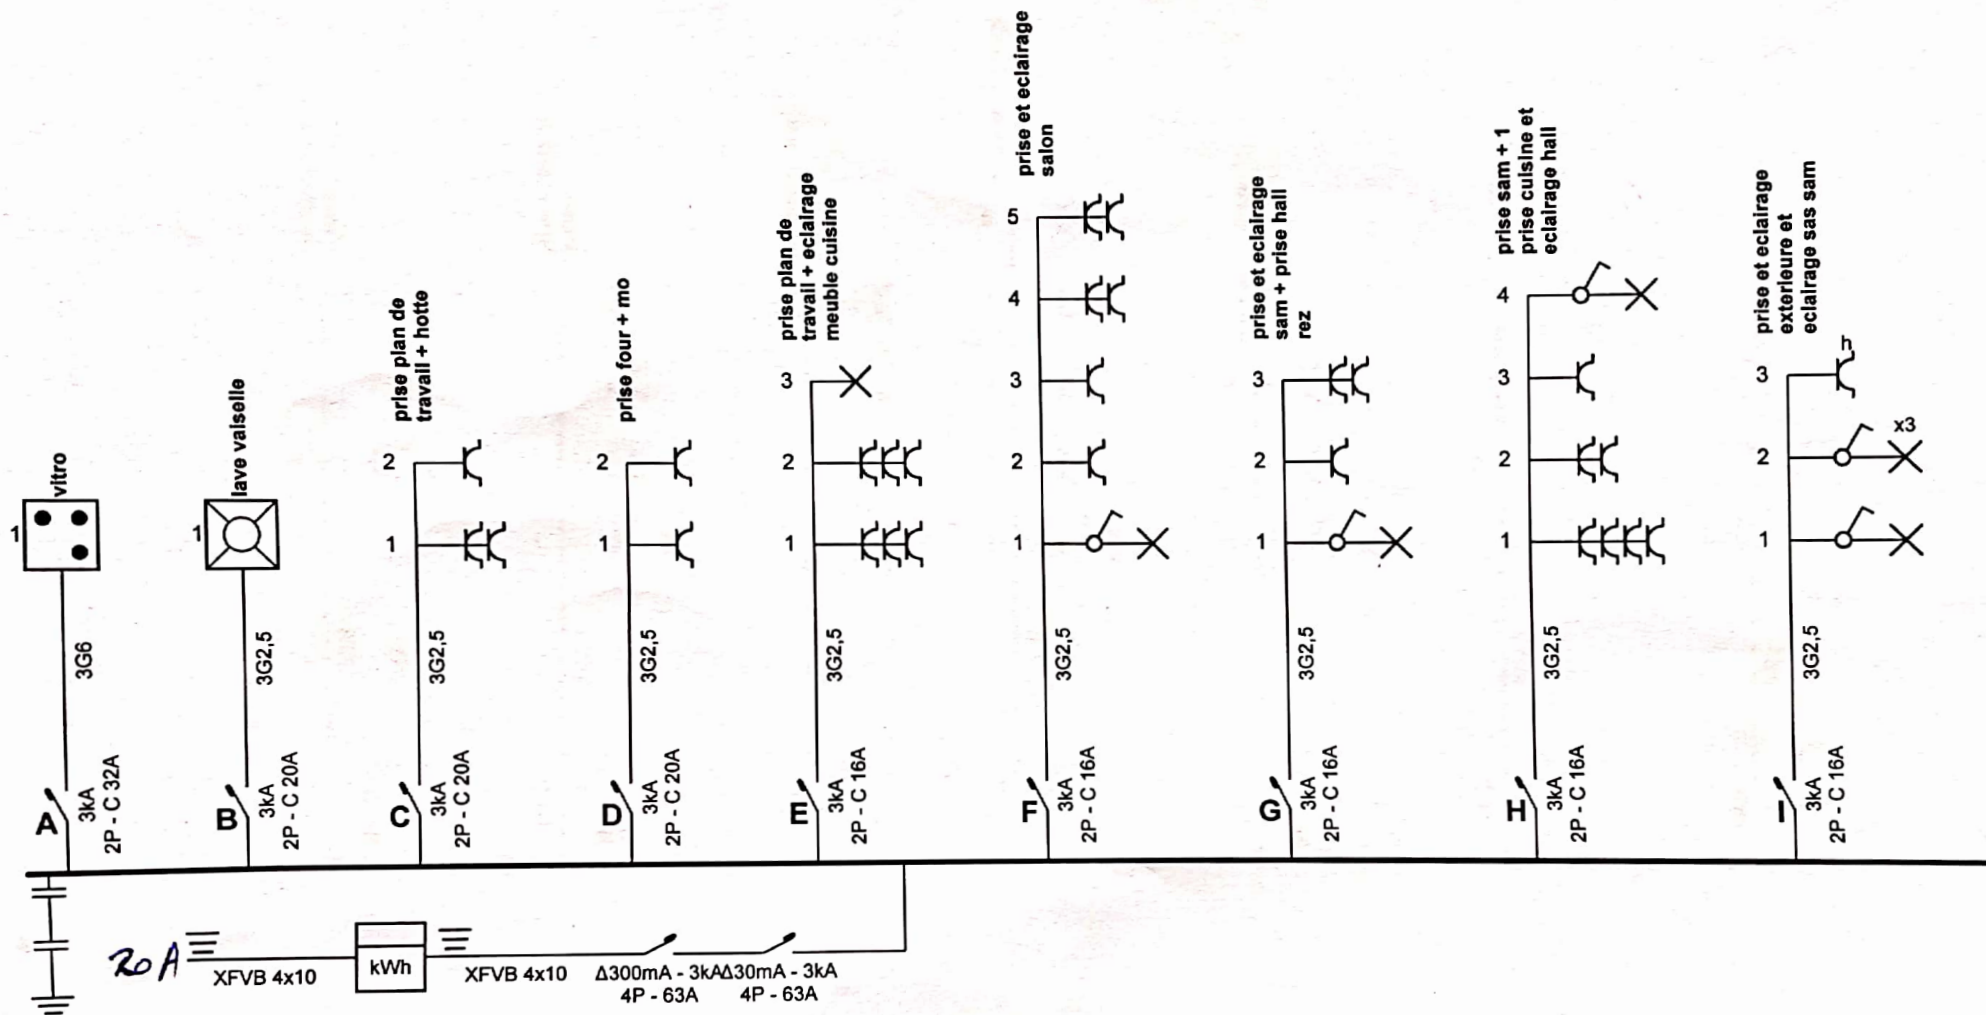 vitro
1
3G6
A
3kA
2P - C 32A
lave vaiselle
1
3G2,5
B
3kA
2P - C 20A
prise plan de
travail + hotte
2
1
3G2,5
C
3kA
2P - C 20A
prise four + mo
2
1
3G2,5
D
3kA
2P - C 20A
prise plan de
travail + eclairage
meuble cuisine
3
2
1
3G2,5
E
3kA
2P - C 16A
prise et eclairage
salon
5
4
3
2
1
3G2,5
F
3kA
2P - C 16A
prise et eclairage
sam + prise hall
rez
3
2
1
3G2,5
G
3kA
2P - C 16A
prise sam + 1
prise cuisine et
eclairage hall
4
3
2
1
3G2,5
H
3kA
2P - C 16A
prise et eclairage
exterieure et
eclairage sas sam
3
h
2
x3
1
3G2,5
I
3kA
2P - C 16A
20 A
XFVB 4x10
kWh
XFVB 4x10
Δ300mA - 3kA
4P - 63A
Δ30mA - 3kA
4P - 63A